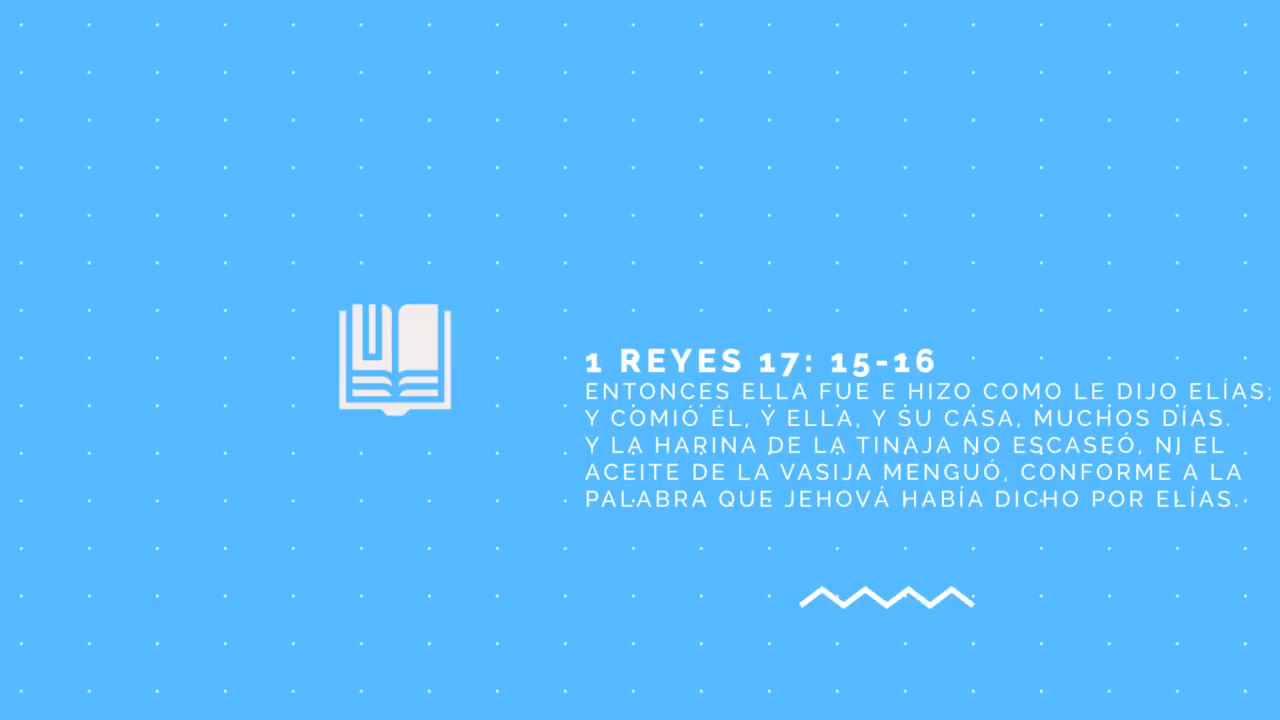 1 REYES 17: 15-16
ENTONCES ELLA FUE E HIZO COMO LE DIJO ELÍAS;
Y COMIÓ ÉL, Y ELLA, Y SU CASA, MUCHOS DÍAS.
Y LA HARINA DE LA TINAJA NO ESCASEÓ, NI EL
ACEITE DE LA VASIJA MENGUÓ, CONFORME A LA
PALABRA QUE JEHOVÁ HABÍA DICHO POR ELÍAS.